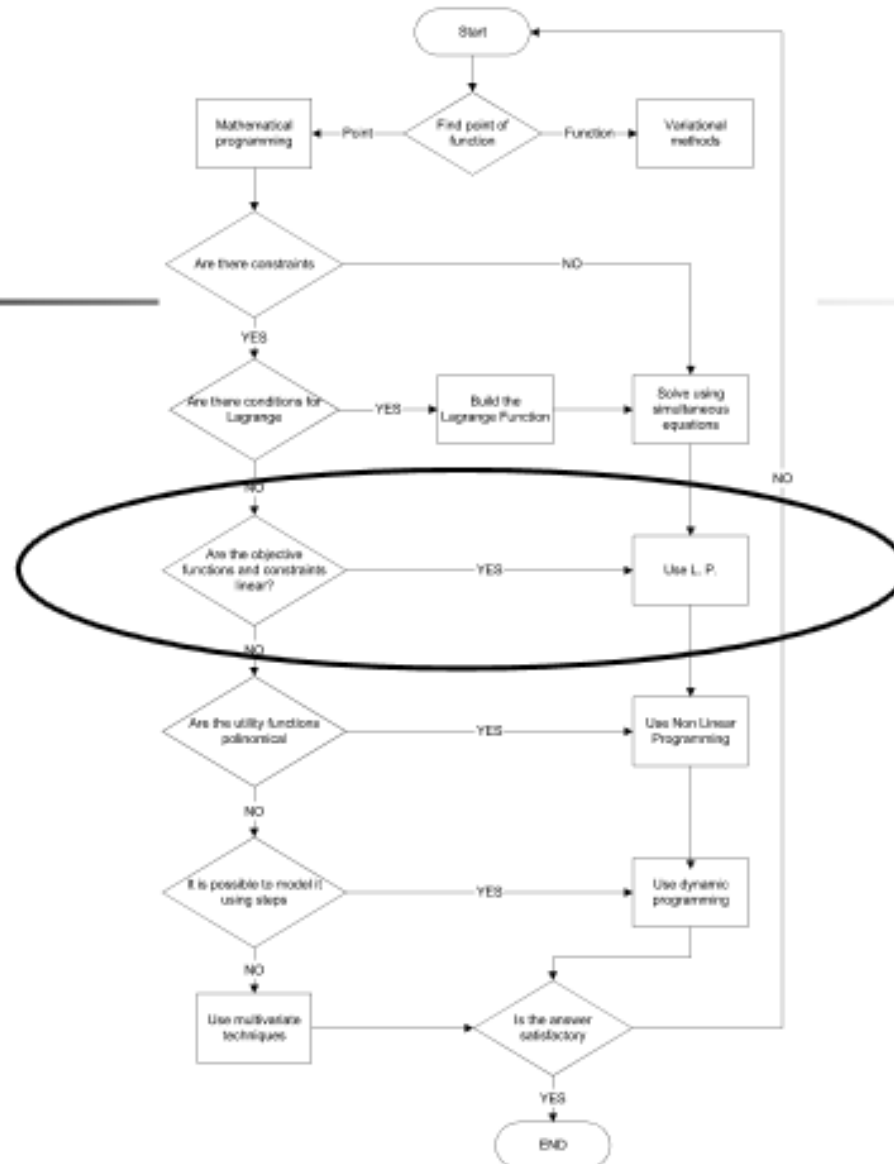 Start
Mathematical
programming
Point
Find point of
function
Function
Variational
methods
Are there constraints
NO
YES
Are there conditions for
Lagrange
YES
Build the
Lagrange Function
Solve using
simultaneous
equations
NO
NO
Are the objective
functions and constraints
linear?
YES
Use L. P.
NO
Are the utility functions
polinomical
YES
Use Non Linear
Programming
NO
It is possible to model it
using steps
YES
Use dynamic
programming
NO
Use multivariate
techniques
Is the answer
satisfactory
YES
END